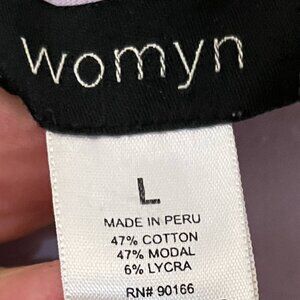 womyn
L
MADE IN PERU
47% COTTON
47% MODAL
6% LYCRA
RN# 90166